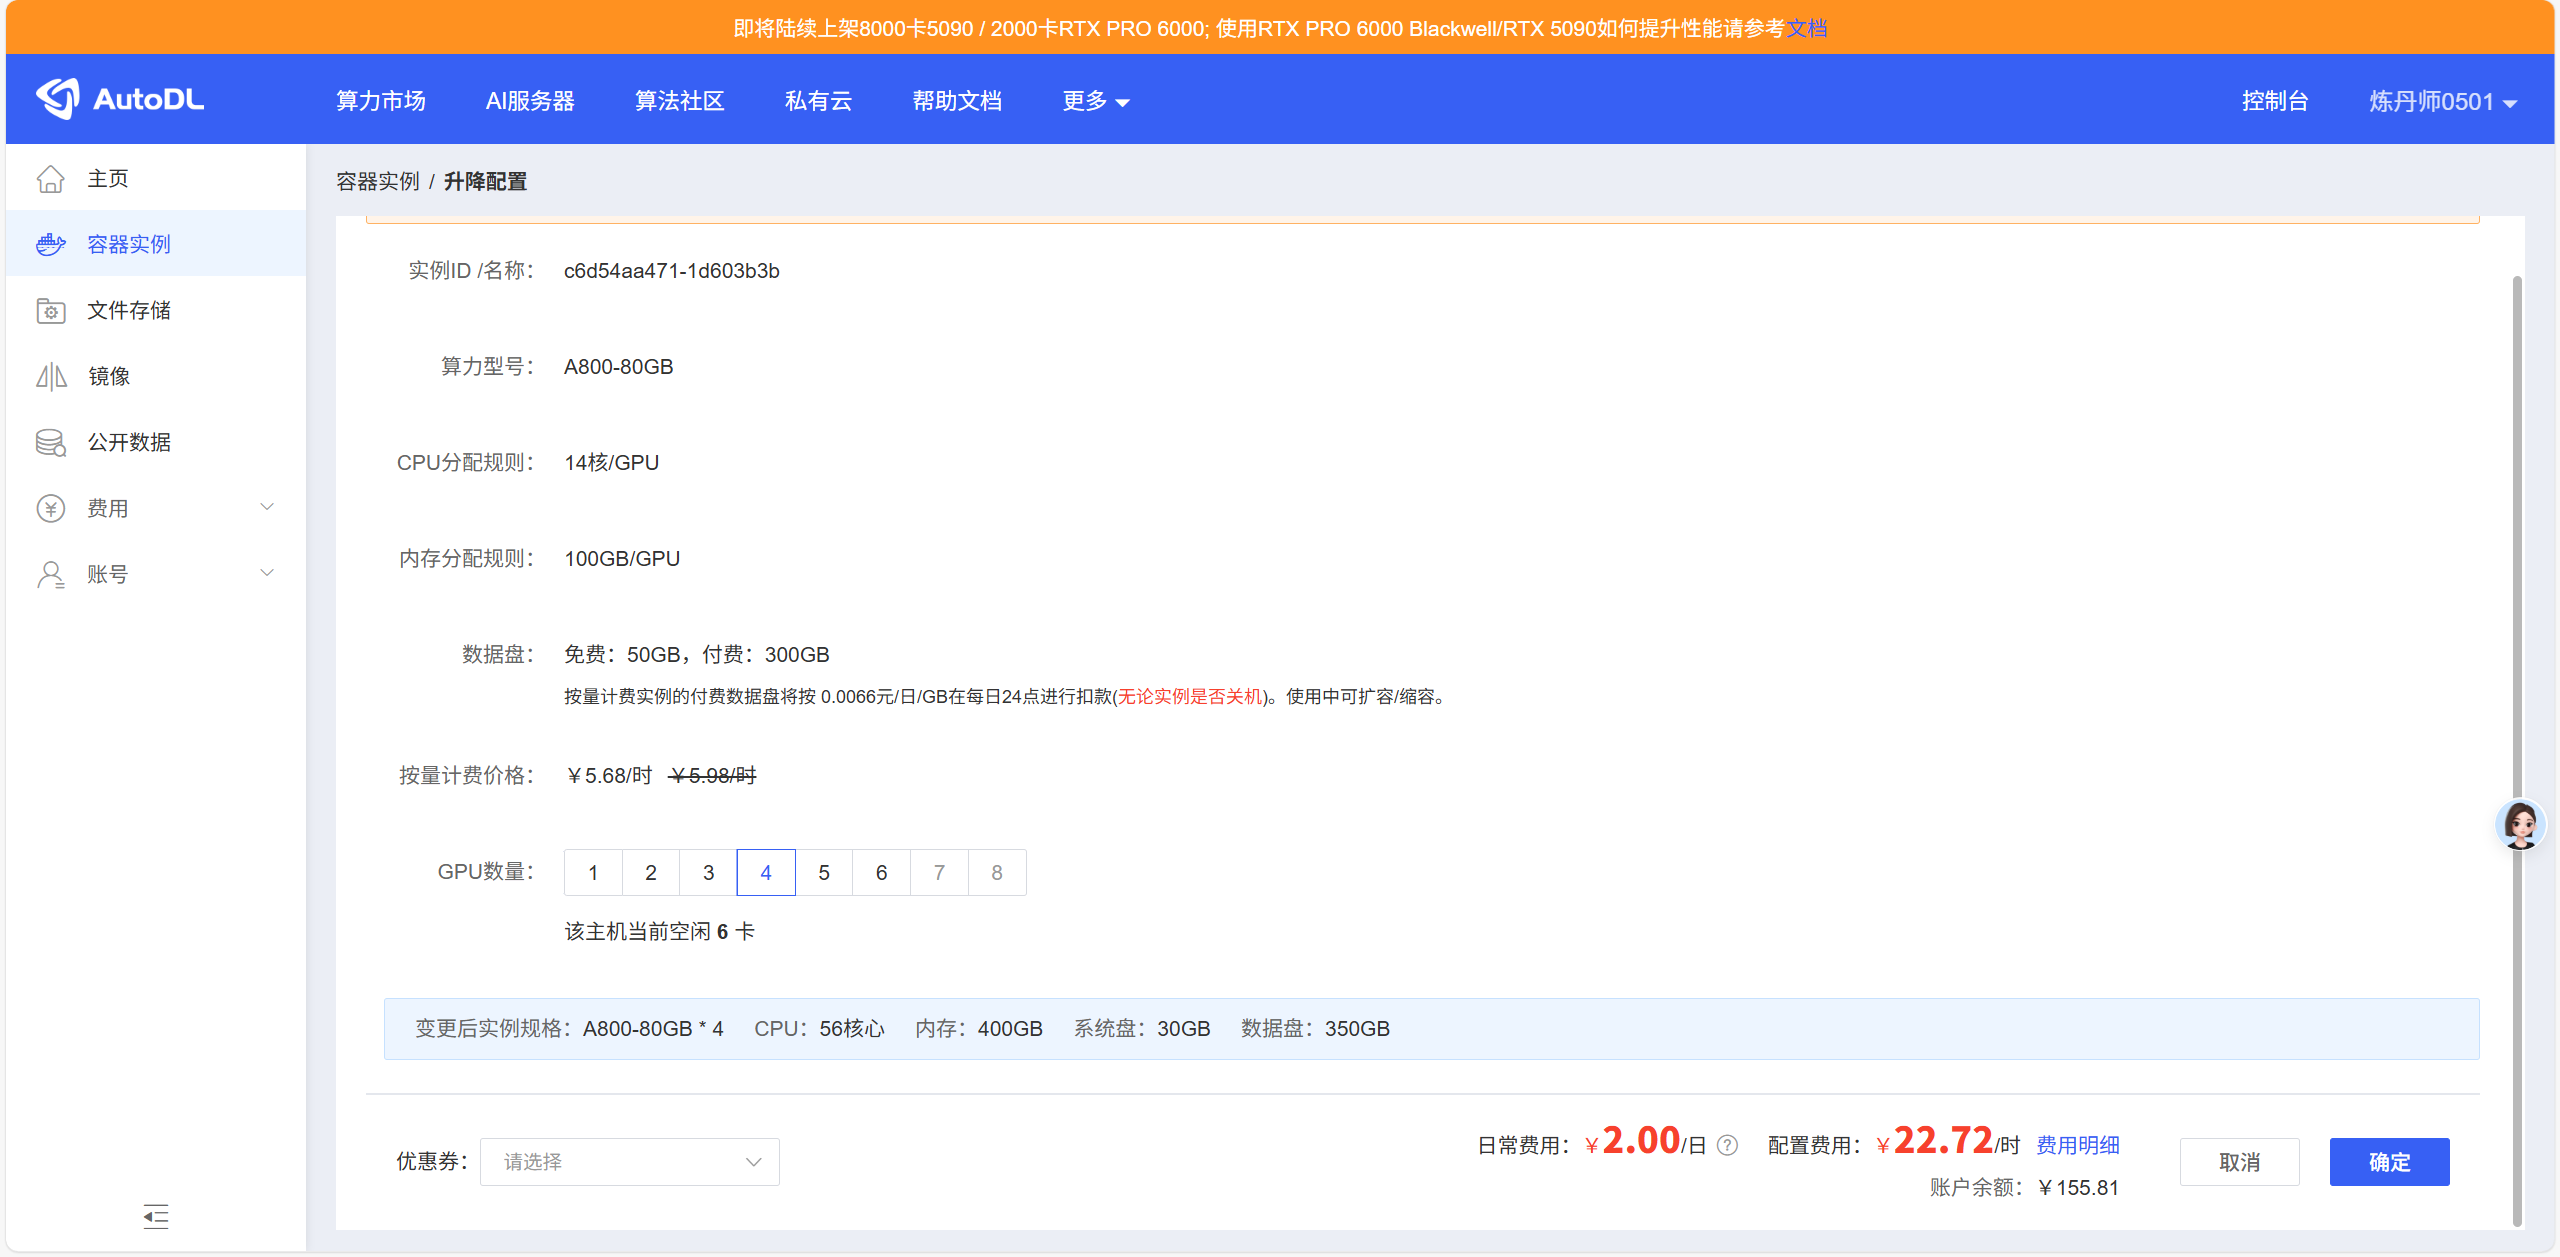 即将陆续上架8000卡5090 / 2000卡RTX PRO 6000; 使用RTX PRO 6000 Blackwell/RTX 5090如何提升性能请参考文档
AutoDL 算力市场 AI服务器 算法社区 私有云 帮助文档 更多 控制台 炼丹师0501
主页
容器实例
文件存储
镜像
公开数据
费用
账号
容器实例 / 升降配置
实例ID /名称： c6d54aa471-1d603b3b
算力型号： A800-80GB
CPU分配规则： 14核/GPU
内存分配规则： 100GB/GPU
数据盘： 免费：50GB，付费：300GB
按量计费实例的付费数据盘将按 0.0066元/日/GB在每日24点进行扣款(无论实例是否关机)。使用中可扩容/缩容。
按量计费价格： ￥5.68/时 ￥5.98/时
GPU数量： 1 2 3 4 5 6 7 8
该主机当前空闲 6 卡
变更后实例规格：A800-80GB * 4 CPU：56核心 内存：400GB 系统盘：30GB 数据盘：350GB
优惠券： 请选择
日常费用：￥2.00/日 ? 配置费用：￥22.72/时 费用明细
账户余额：￥155.81
取消 确定